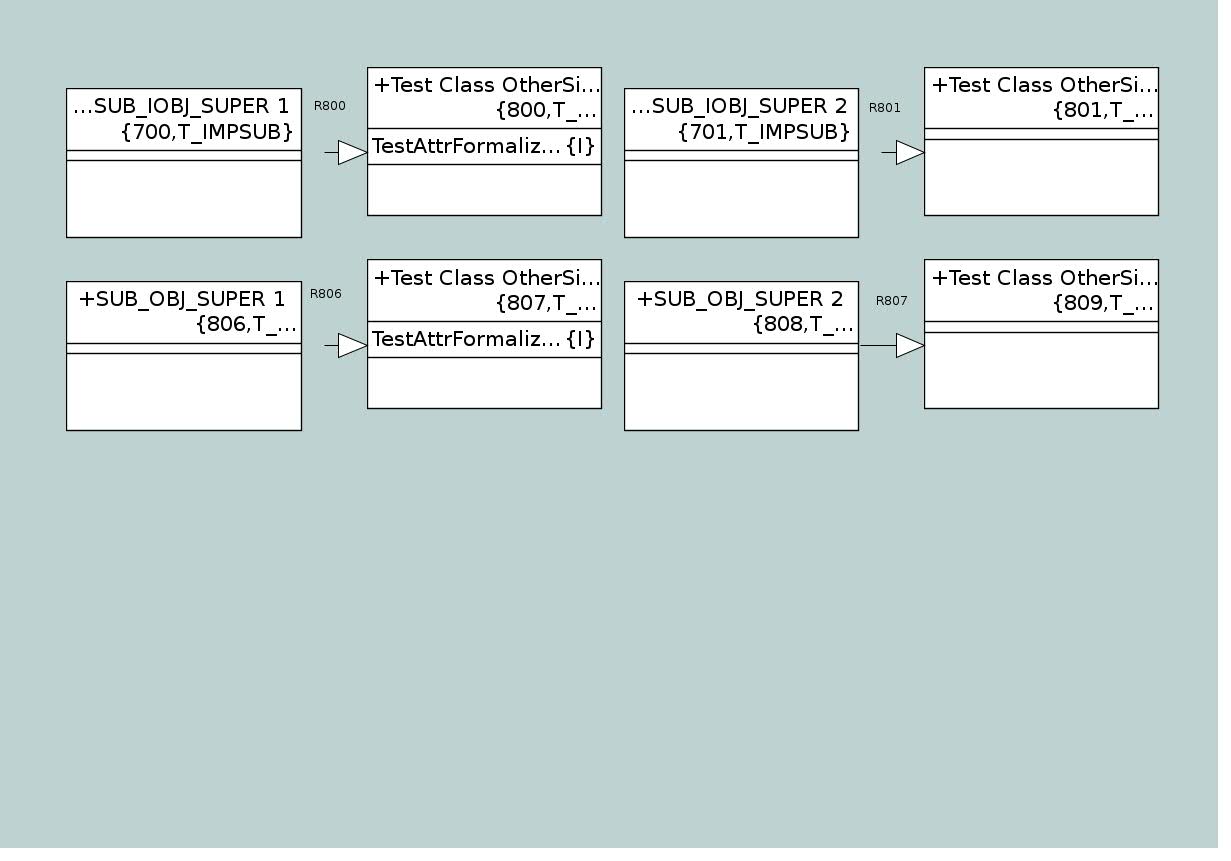 ...SUB_IOBJ_SUPER 1
{700,T_IMPSUB}
R800
+Test Class OtherSi...
{800,T_...
TestAttrFormaliz... {I}
...SUB_IOBJ_SUPER 2
{701,T_IMPSUB}
R801
+Test Class OtherSi...
{801,T_...
+SUB_OBJ_SUPER 1
{806,T_...
R806
+Test Class OtherSi...
{807,T_...
TestAttrFormaliz... {I}
+SUB_OBJ_SUPER 2
{808,T_...
R807
+Test Class OtherSi...
{809,T_...